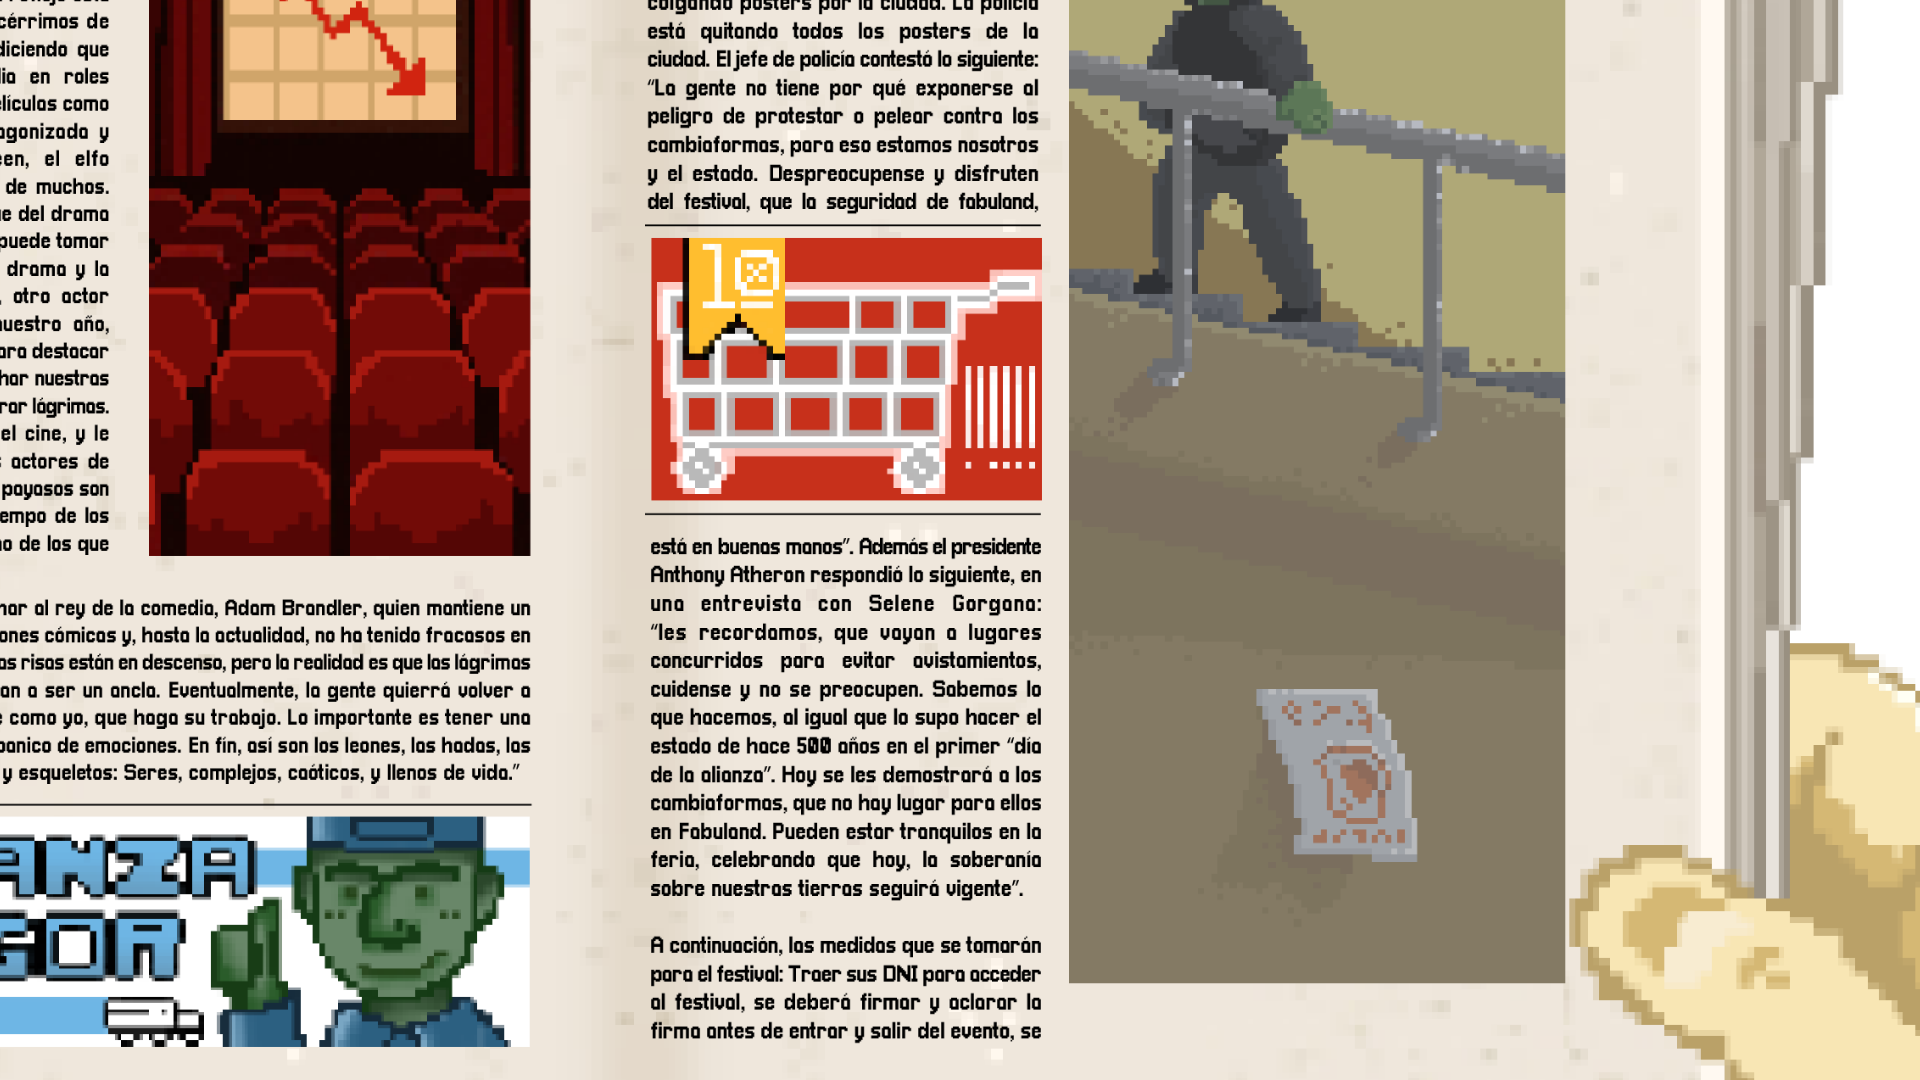 cérrimos de
diciendo que
en roles
como
y
el elfo
de muchos.
del drama
puede tomar
drama y la
otro actor
año,
destacar
nuestras
lágrimas.
el cine, y le
actores de
payasos son
de los
de los que
al rey de la comedia, Adam Brandler, quien mantiene un
cómicas y, hasta la actualidad, no ha tenido fracasos en
risas están en descenso, pero la realidad es que las lágrimas
a ser un ancla. Eventualmente, la gente quierrá volver a
como yo, que haga su trabajo. Lo importante es tener una
de emociones. En fín, así son los leones, las hadas, las
y esqueletos: Seres, complejos, caóticos, y llenos de vida.”
ANZA
GOR
colgando posters por la ciudad. La policía
está quitando todos los posters de la
ciudad. El jefe de policía contestó lo siguiente:
“La gente no tiene por qué exponerse al
peligro de protestar o pelear contra los
cambiaformas, para eso estamos nosotros
y el estado. Despreocupense y disfruten
del festival, que la seguridad de fabuland,
10
está en buenas manos”. Además el presidente
Anthony Atheron respondió lo siguiente, en
una entrevista con Selene Gorgana:
“les recordamos, que vayan a lugares
concurridos para evitar avistamientos,
cuidense y no se preocupen. Sabemos lo
que hacemos, al igual que lo supo hacer el
estado de hace 500 años en el primer “día
de la alianza”. Hoy se les demostrará a los
cambiaformas, que no hay lugar para ellos
en Fabuland. Pueden estar tranquilos en la
feria, celebrando que hoy, la soberanía
sobre nuestras tierras seguirá vigente”.
A continuación, las medidas que se tomarán
para el festival: Traer sus DNI para acceder
al festival, se deberá firmar y aclarar la
firma antes de entrar y salir del evento, se